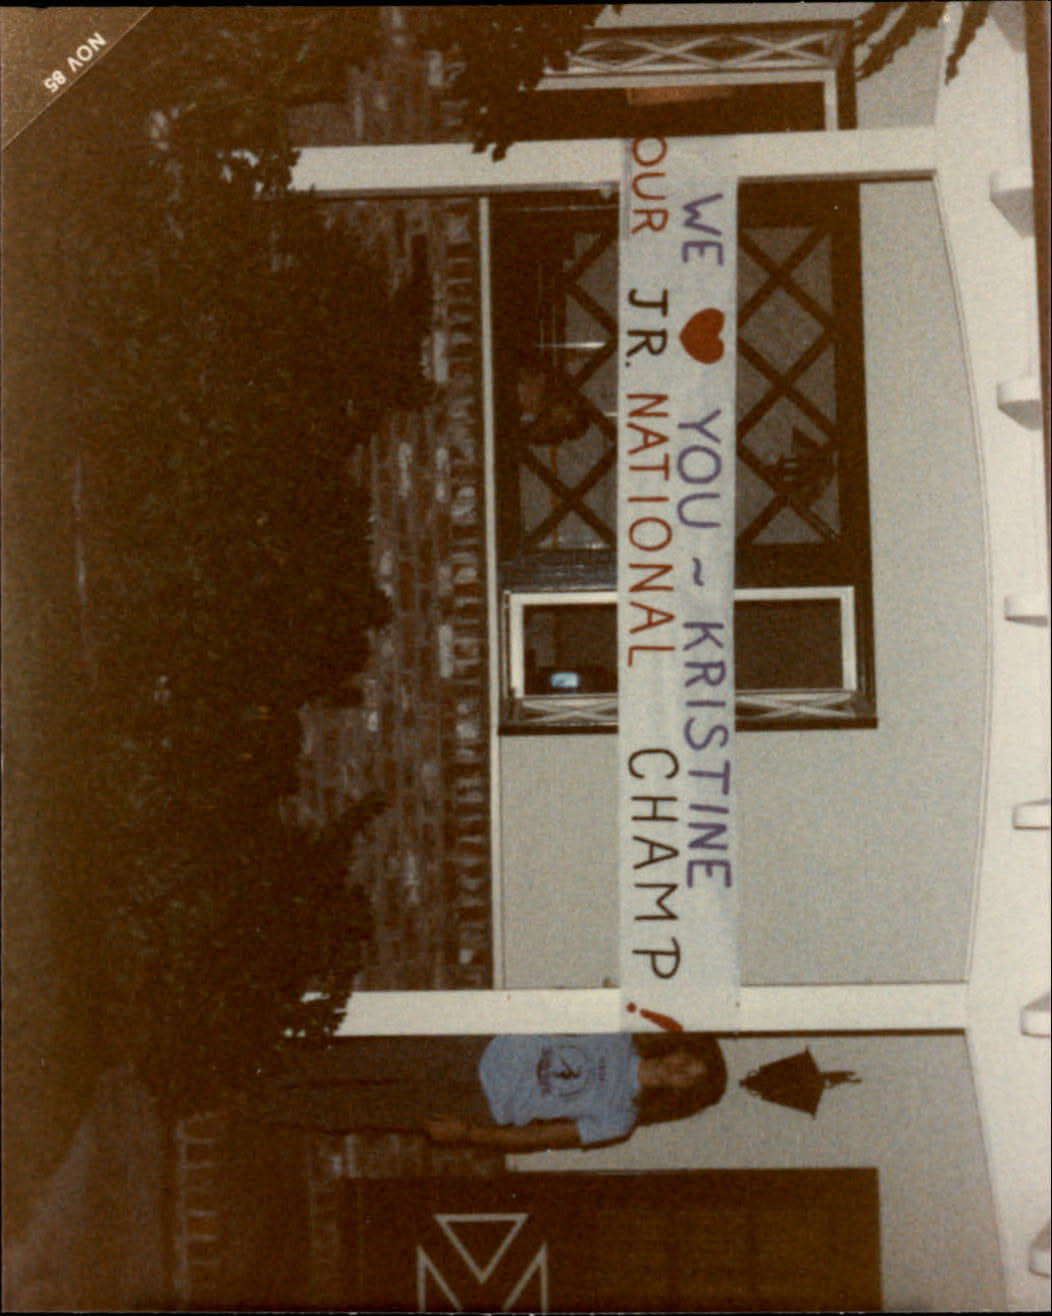 WE ♥ YOU ~ KRISTINE
OUR JR. NATIONAL CHAMP!
NOV 85